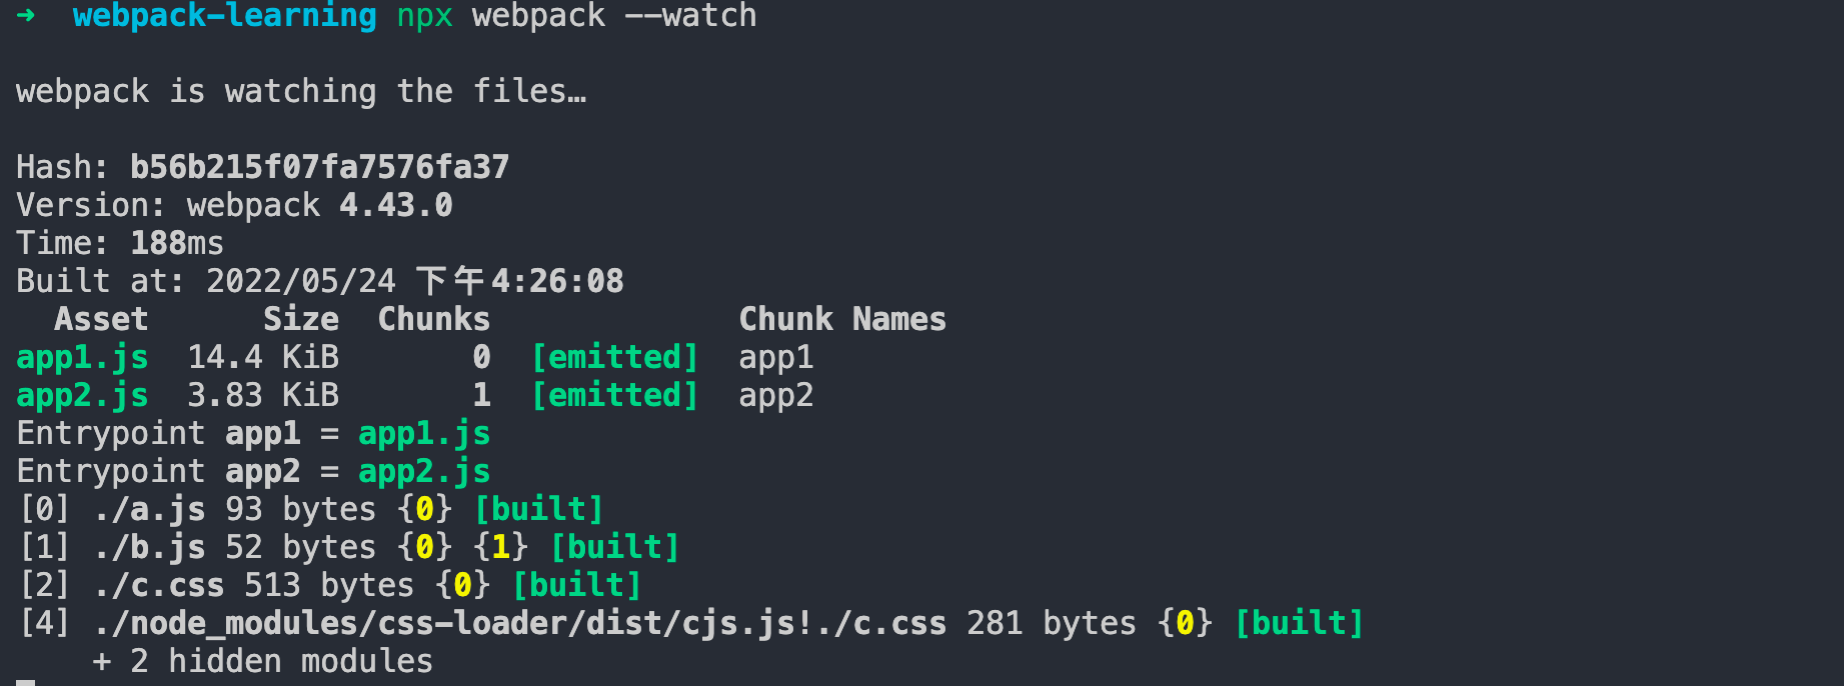 ➜  webpack-learning npx webpack --watch
webpack is watching the files…
Hash: b56b215f07fa7576fa37
Version: webpack 4.43.0
Time: 188ms
Built at: 2022/05/24 下午4:26:08
  Asset      Size  Chunks             Chunk Names
app1.js  14.4 KiB       0  [emitted]  app1
app2.js  3.83 KiB       1  [emitted]  app2
Entrypoint app1 = app1.js
Entrypoint app2 = app2.js
[0] ./a.js 93 bytes {0} [built]
[1] ./b.js 52 bytes {0} {1} [built]
[2] ./c.css 513 bytes {0} [built]
[4] ./node_modules/css-loader/dist/cjs.js!./c.css 281 bytes {0} [built]
    + 2 hidden modules